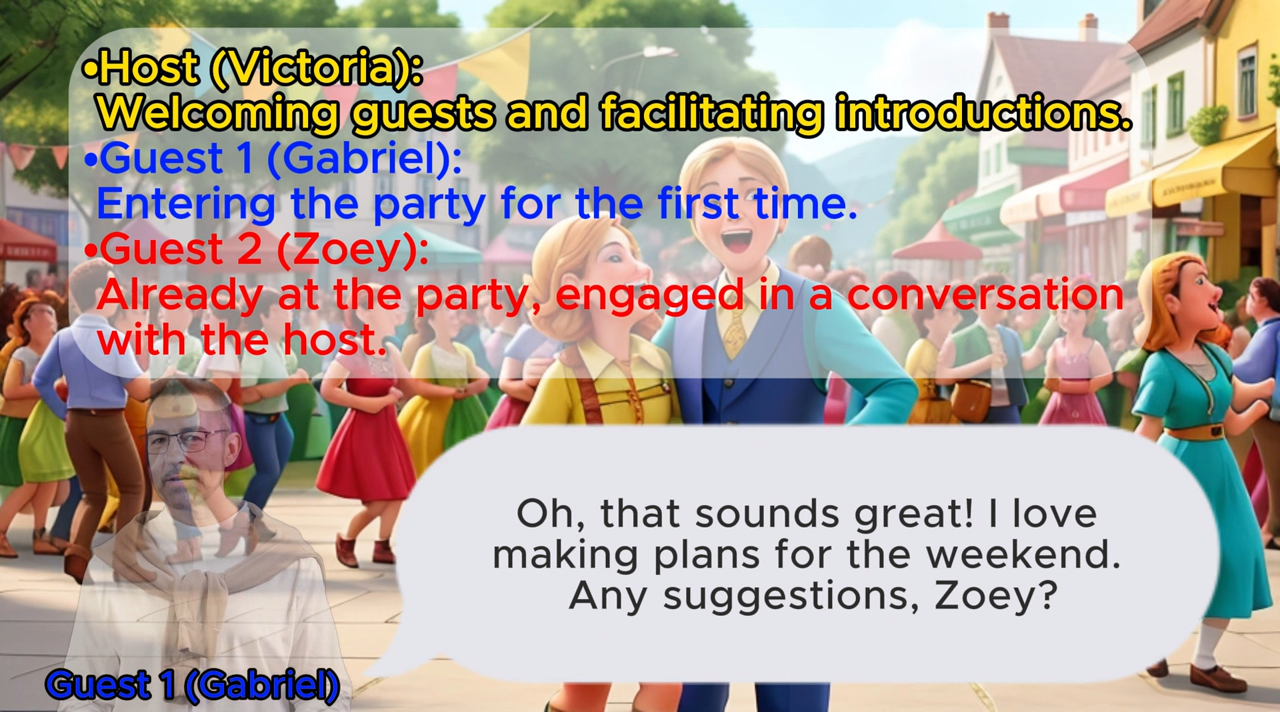 •Host (Victoria):
Welcoming guests and facilitating introductions.
•Guest 1 (Gabriel):
Entering the party for the first time.
•Guest 2 (Zoey):
Already at the party, engaged in a conversation
with the host.
Oh, that sounds great! I love
making plans for the weekend.
Any suggestions, Zoey?
Guest 1 (Gabriel)